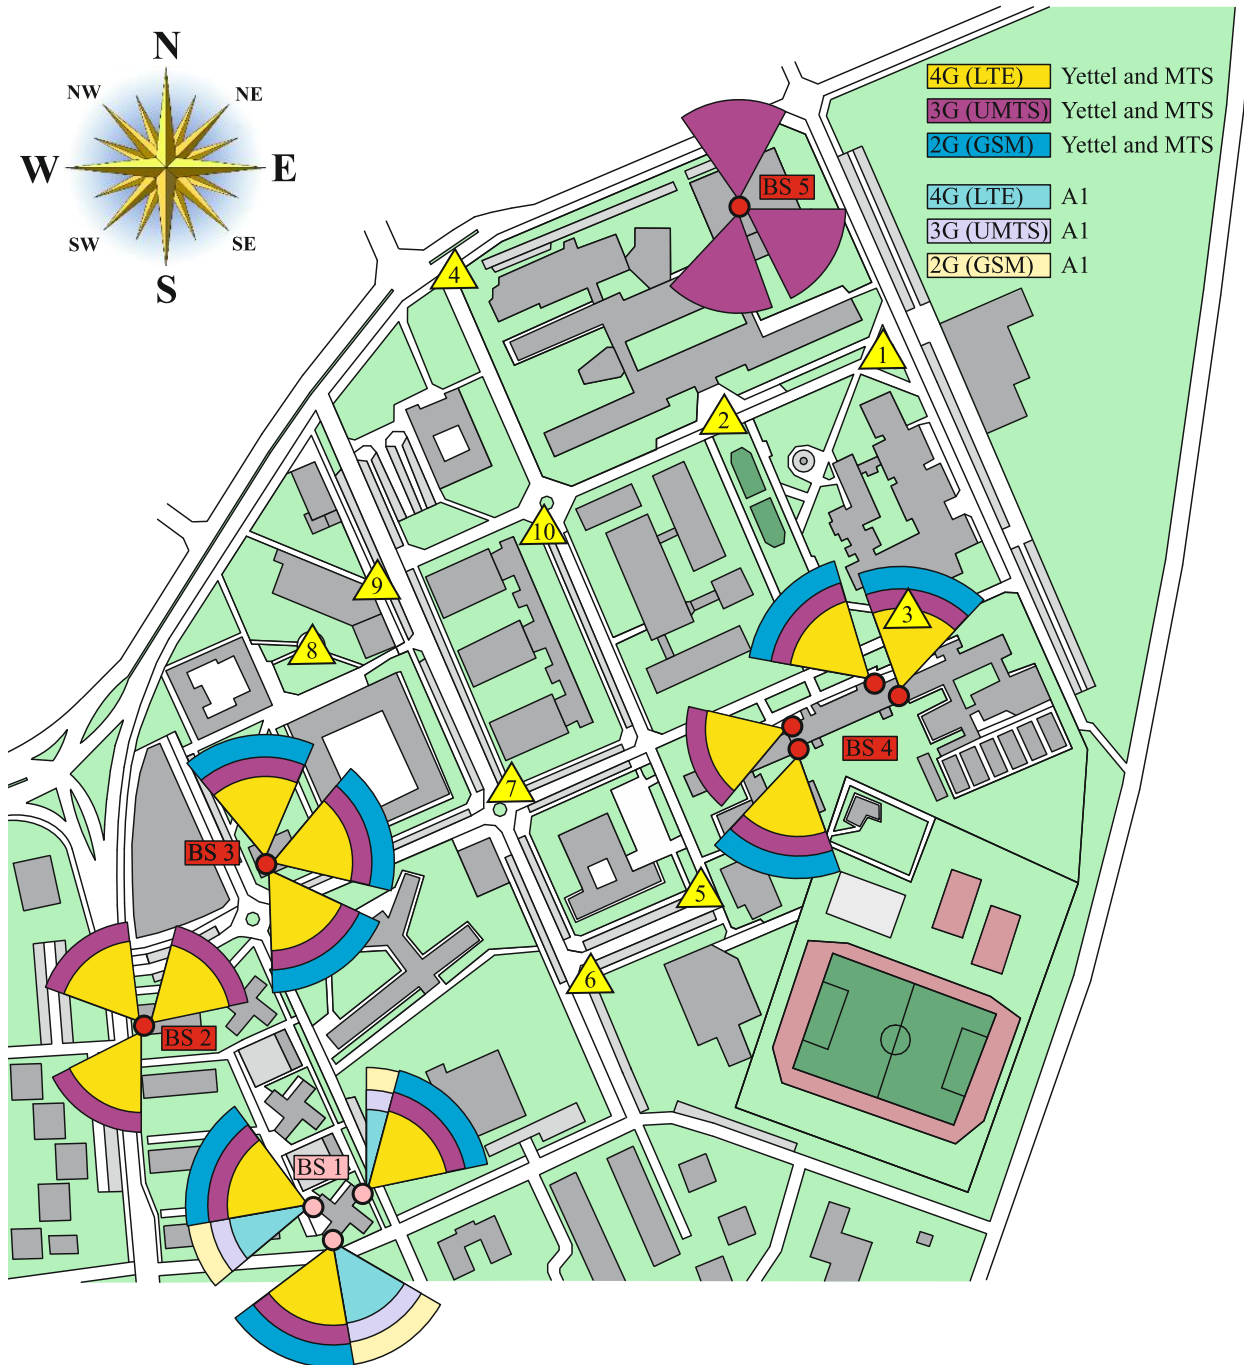 N
NW
NE
W
E
SW
SE
S
4G (LTE) Yettel and MTS
3G (UMTS) Yettel and MTS
2G (GSM) Yettel and MTS
4G (LTE) A1
3G (UMTS) A1
2G (GSM) A1
BS 5
4
1
2
10
9
3
8
BS 4
7
BS 3
5
6
BS 2
BS 1